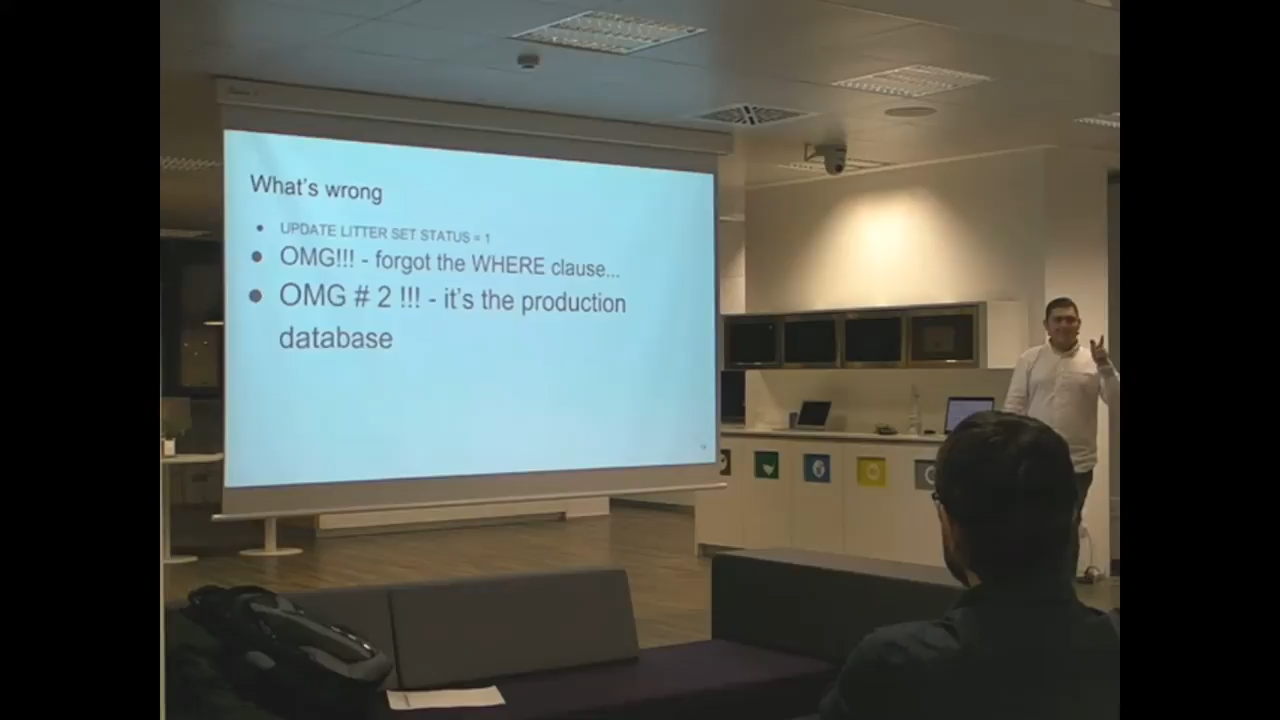 What's wrong
● UPDATE LITTER SET STATUS = 1
● OMG!!! - forgot the WHERE clause...
● OMG # 2 !!! - it's the production
database